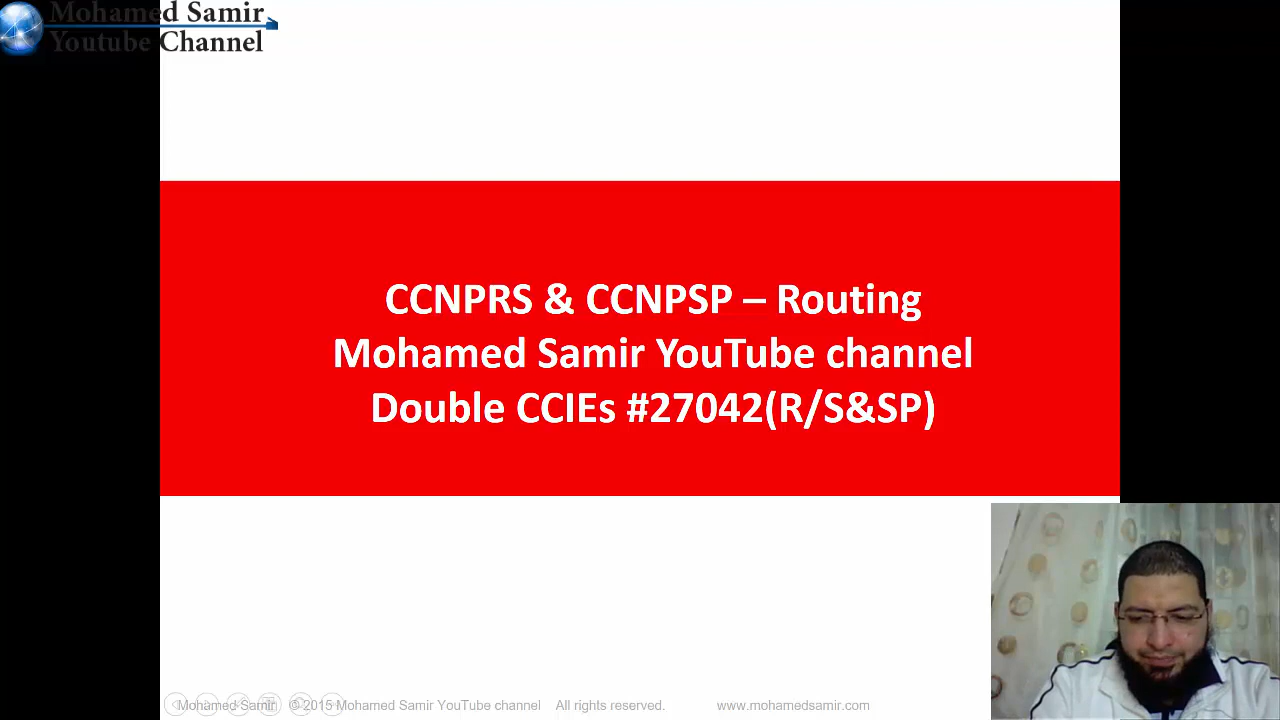 Mohamed Samir
Youtube Channel
CCNPRS & CCNPSP – Routing
Mohamed Samir YouTube channel
Double CCIEs #27042(R/S&SP)
Mohamed Samir © 2015 Mohamed Samir YouTube channel All rights reserved. www.mohamedsamir.com